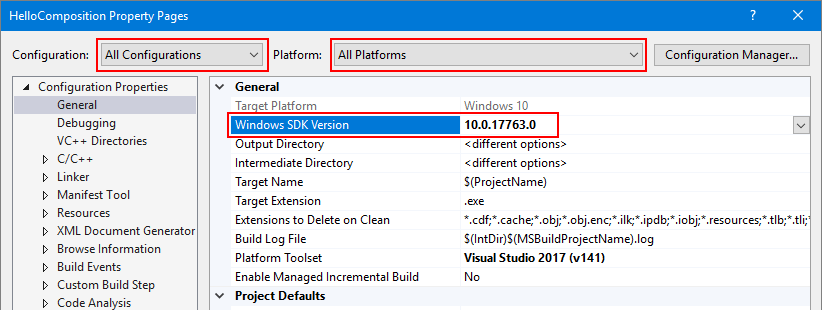 HelloComposition Property Pages
Configuration: All Configurations Platform: All Platforms Configuration Manager...
Configuration Properties
General
Debugging
VC++ Directories
C/C++
Linker
Manifest Tool
Resources
XML Document Generator
Browse Information
Build Events
Custom Build Step
Code Analysis
General
Target Platform Windows 10
Windows SDK Version 10.0.17763.0
Output Directory <different options>
Intermediate Directory <different options>
Target Name $(ProjectName)
Target Extension .exe
Extensions to Delete on Clean *.cdf;*.cache;*.obj;*.obj.enc;*.ilk;*.ipdb;*.iobj;*.resources;*.tlb;*.tli;*
Build Log File $(IntDir)$(MSBuildProjectName).log
Platform Toolset Visual Studio 2017 (v141)
Enable Managed Incremental Build No
Project Defaults